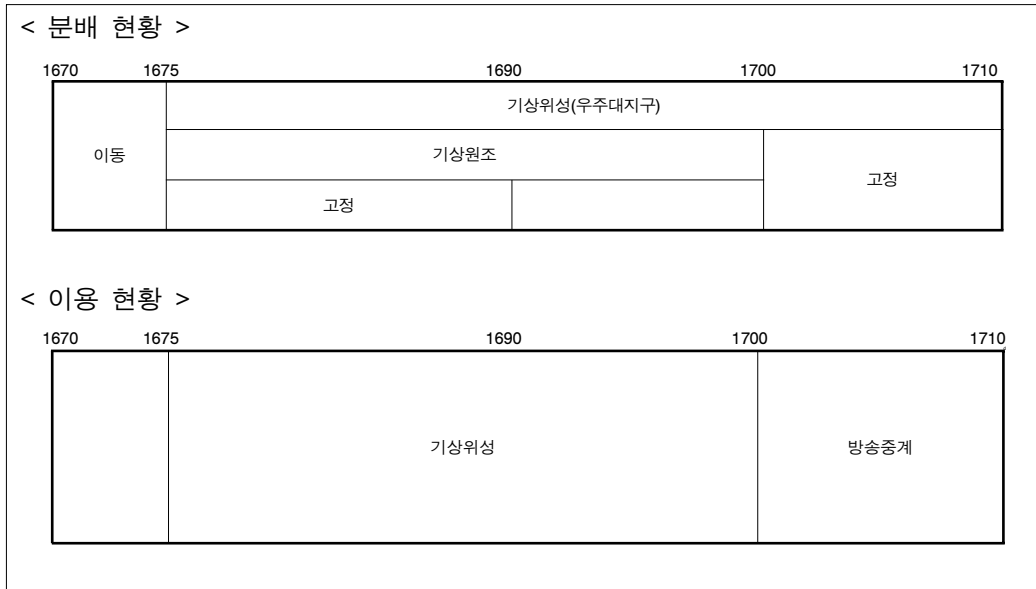 < 분배 현황 >
1670 1675 1690 1700 1710
기상위성(우주대지구)
이동 기상원조
고정
고정
< 이용 현황 >
1670 1675 1690 1700 1710
기상위성 방송중계